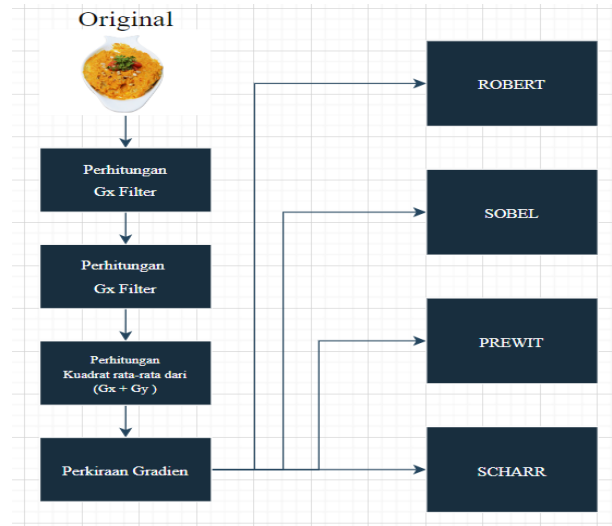 Original
Perhitungan
Gx Filter
Perhitungan
Gx Filter
Perhitungan
Kuadrat rata-rata dari
(Gx + Gy )
Perkiraan Gradien
ROBERT
SOBEL
PREWIT
SCHARR